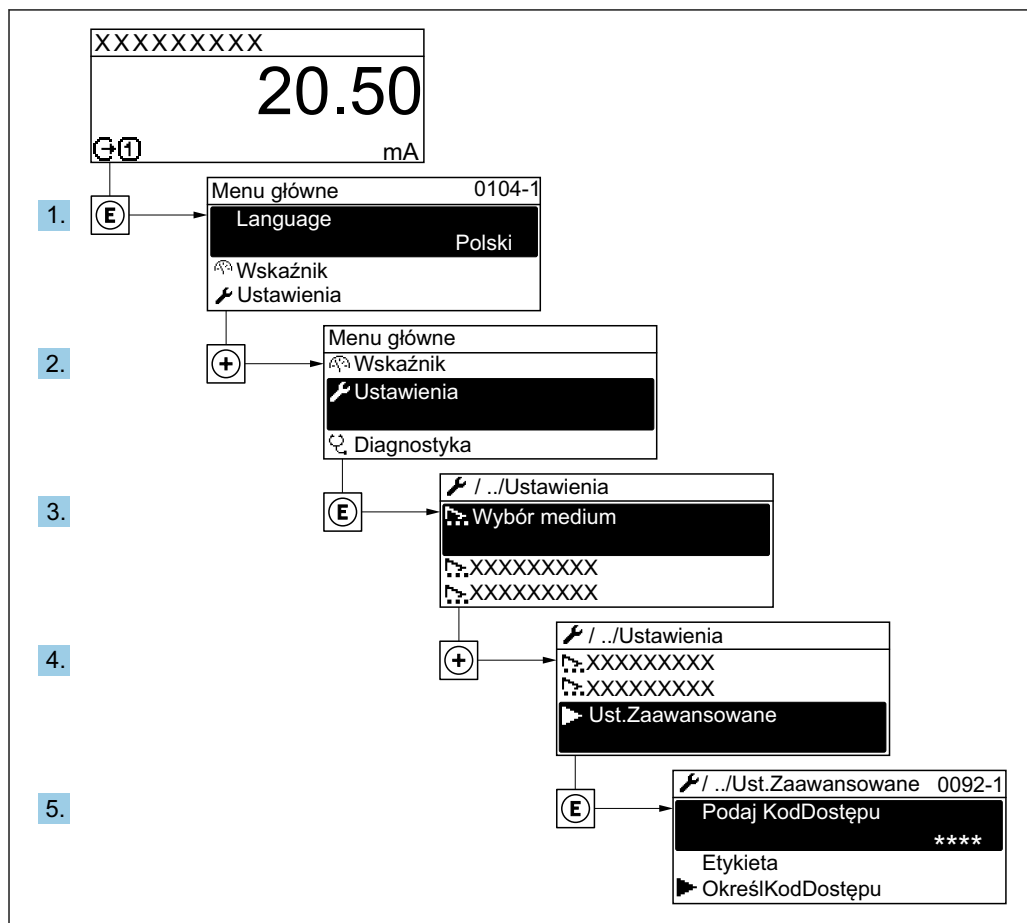 XXXXXXXXX
20.50
1 mA
1. E Menu główne 0104-1
Language
Polski
Wskaźnik
Ustawienia
2. + Menu główne
Wskaźnik
Ustawienia
Diagnostyka
3. E / ../Ustawienia
Wybór medium
XXXXXXXXX
XXXXXXXXX
4. + / ../Ustawienia
XXXXXXXXX
XXXXXXXXX
Ust.Zaawansowane
5. E / ../Ust.Zaawansowane 0092-1
Podaj KodDostępu
****
Etykieta
OkreślKodDostępu